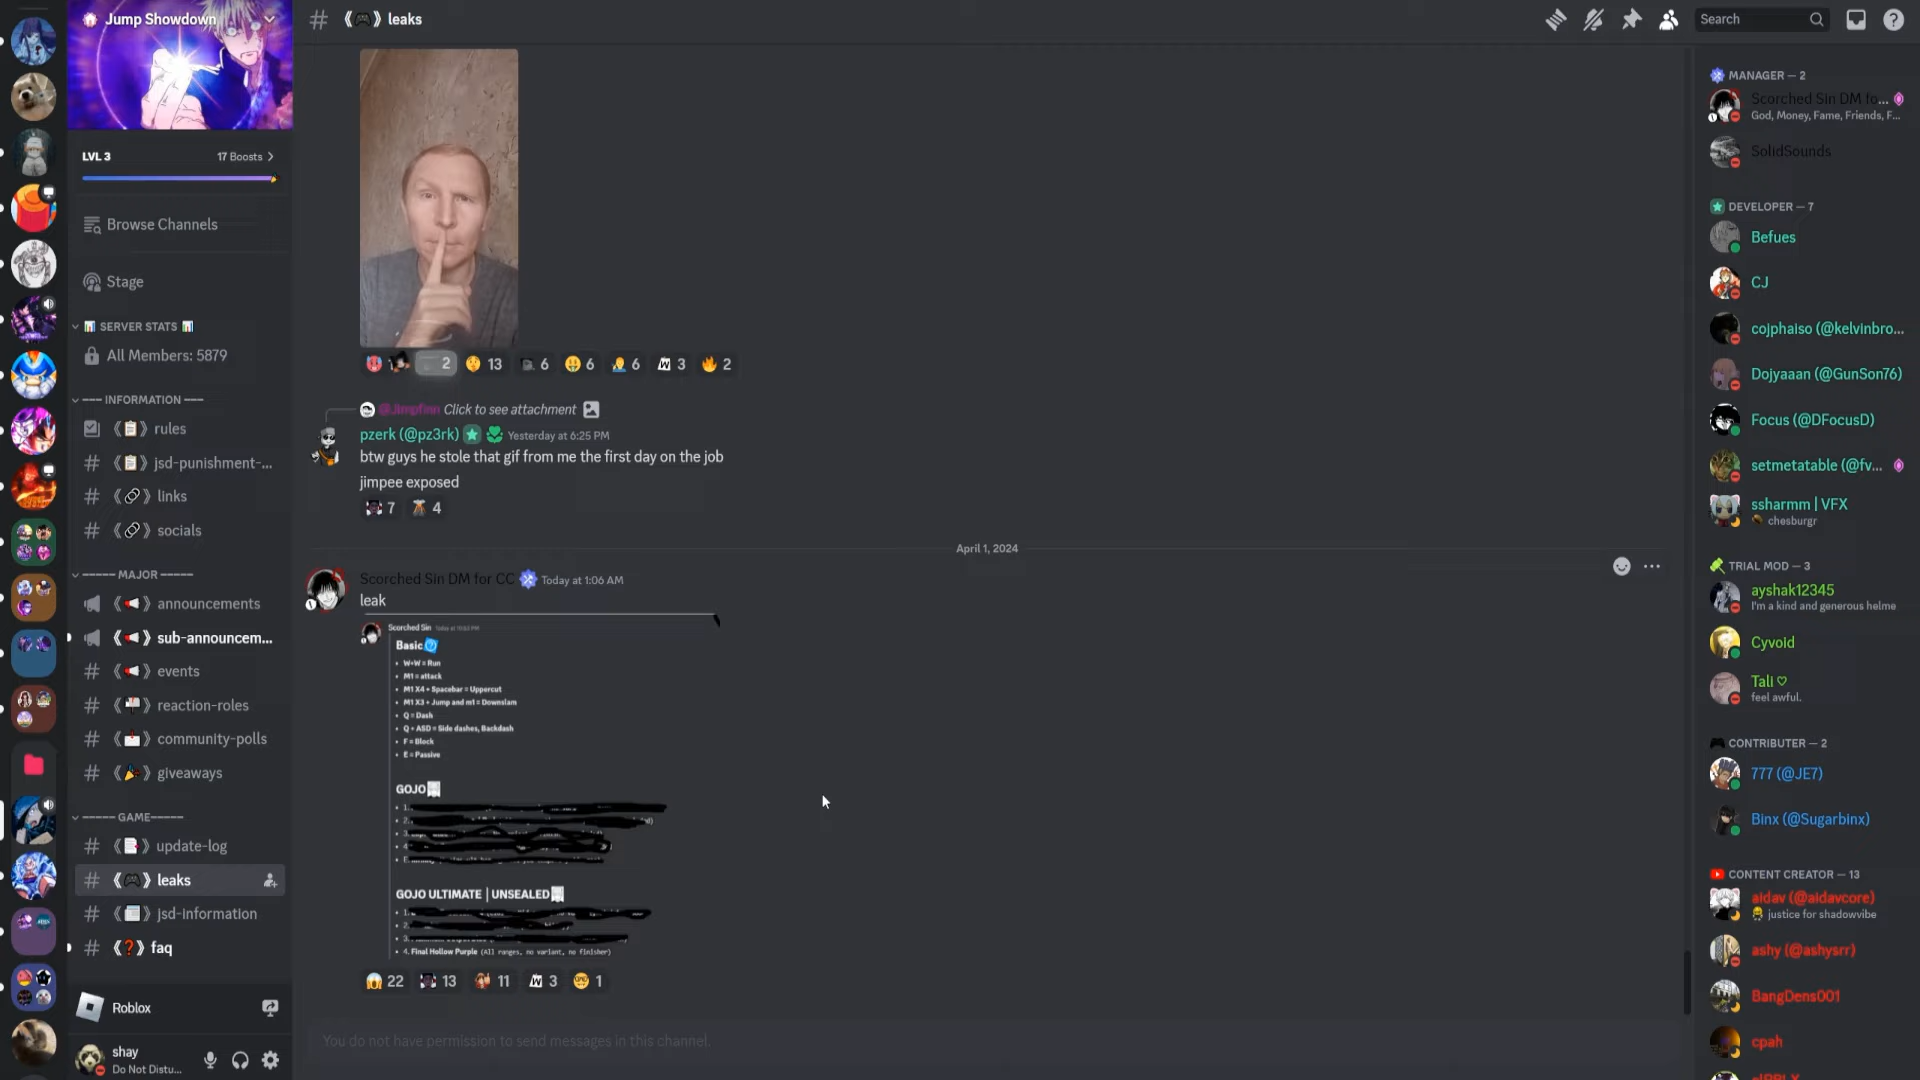 Jump Showdown
LVL 3
17 Boosts
Browse Channels
Stage
SERVER STATS
All Members: 5879
--- INFORMATION ---
《📋》 rules
《📋》 jsd-punishment-...
《🔗》 links
《🔗》 socials
----- MAJOR -----
《📢》 announcements
《📢》 sub-announcem...
《📢》 events
《📬》 reaction-roles
《📩》 community-polls
《🎉》 giveaways
----- GAME-----
《📑》 update-log
《🎮》 leaks
《📰》 jsd-information
《❓》 faq
Roblox
shay
Do Not Distu...
# 《🎮》 leaks
Search
2 13 6 6 6 W 3 2
@Jimpfinn Click to see attachment
pzerk (@pz3rk) Yesterday at 6:25 PM
btw guys he stole that gif from me the first day on the job
jimpee exposed
7 4
April 1, 2024
Scorched Sin DM for CC Today at 1:06 AM
leak
Scorched Sin
Basic
• W+W = Run
• M1 = attack
• M1 X4 + Spacebar = Uppercut
• M1 X3 + Jump and m1 = Downslam
• Q = Dash
• Q + ASD = Side dashes, Backdash
• F = Block
• E = Passive
GOJO
• 1.
• 2.
• 3.
• 4.
• E.
GOJO ULTIMATE | UNSEALED
• 1.
• 2.
• 3.
• 4. Final Hollow Purple (All ranges, no variant, no finisher)
22 13 11 W 3 1
You do not have permission to send messages in this channel.
MANAGER — 2
Scorched Sin DM fo...
God, Money, Fame, Friends, F...
SolidSounds
DEVELOPER — 7
Befues
CJ
cojphaiso (@kelvinbro...
Dojyaaan (@GunSon76)
Focus (@DFocusD)
setmetatable (@fv...
ssharmm | VFX
chesburgr
TRIAL MOD — 3
ayshak12345
I'm a kind and generous helme
Cyvoid
Tali ♡
feel awful.
CONTRIBUTER — 2
777 (@JE7)
Binx (@Sugarbinx)
CONTENT CREATOR — 13
aidav (@aidavcore)
justice for shadowvibe
ashy (@ashysrr)
BangDens001
cpah